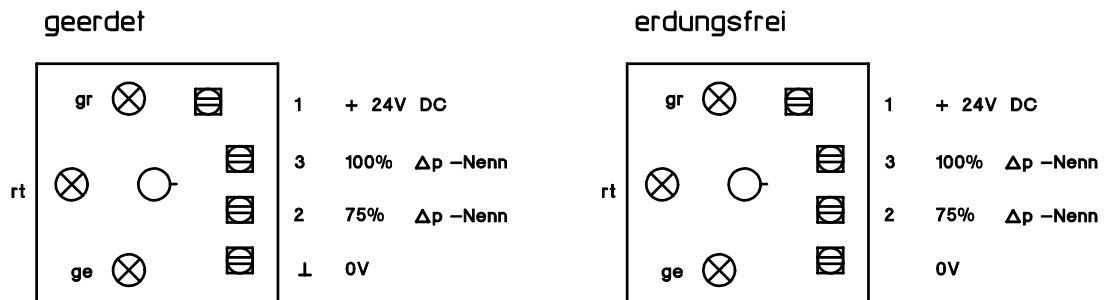 geerdet
gr 1 + 24V DC
3 100% Δp -Nenn
rt
2 75% Δp -Nenn
ge ⊥ 0V
erdungsfrei
gr 1 + 24V DC
3 100% Δp -Nenn
rt
2 75% Δp -Nenn
ge 0V